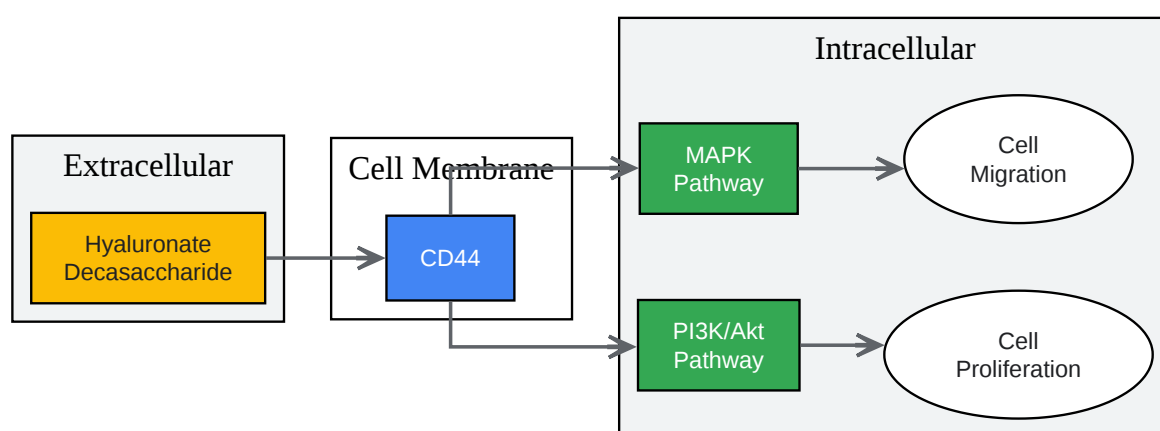 Extracellular
Hyaluronate
Decasaccharide
Cell Membrane
CD44
Intracellular
MAPK
Pathway
Cell
Migration
PI3K/Akt
Pathway
Cell
Proliferation